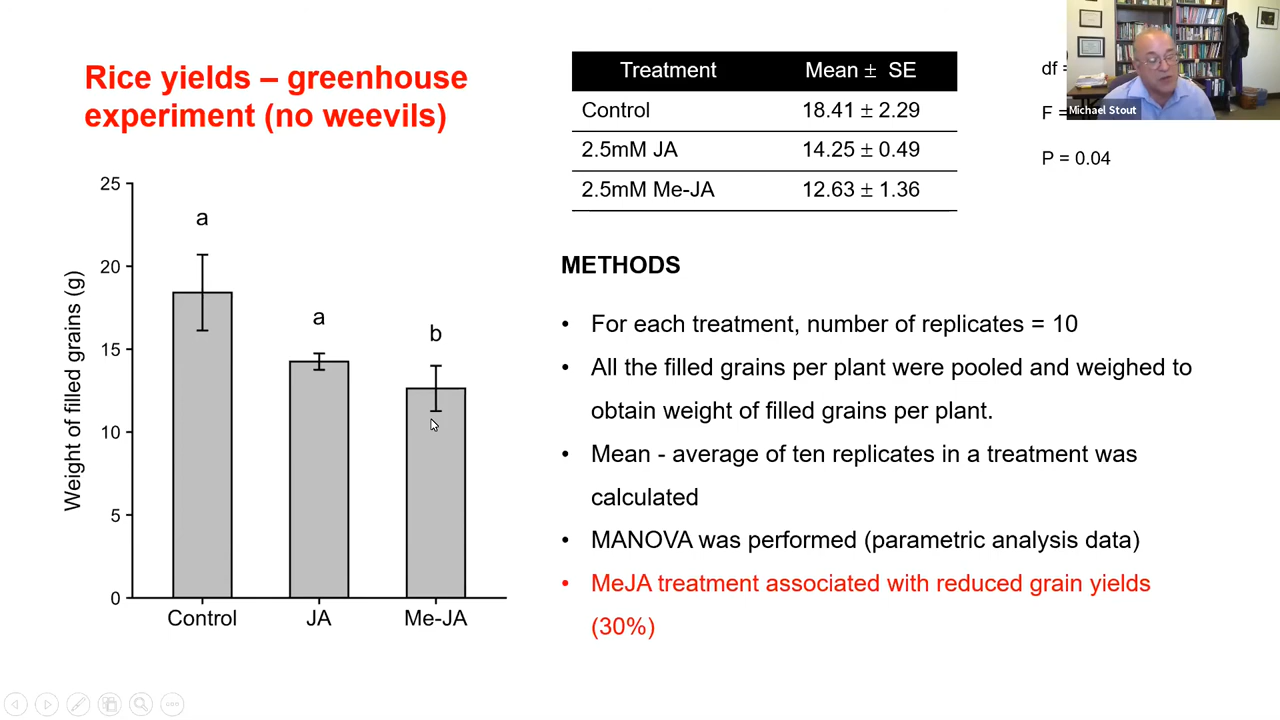 Rice yields – greenhouse
experiment (no weevils)
Treatment Mean ± SE
Control 18.41 ± 2.29
2.5mM JA 14.25 ± 0.49
2.5mM Me-JA 12.63 ± 1.36
df =
F =
P = 0.04
Michael Stout
25
20
15
10
5
0
Weight of filled grains (g)
a
a
b
Control JA Me-JA
METHODS
• For each treatment, number of replicates = 10
• All the filled grains per plant were pooled and weighed to
obtain weight of filled grains per plant.
• Mean - average of ten replicates in a treatment was
calculated
• MANOVA was performed (parametric analysis data)
• MeJA treatment associated with reduced grain yields
(30%)